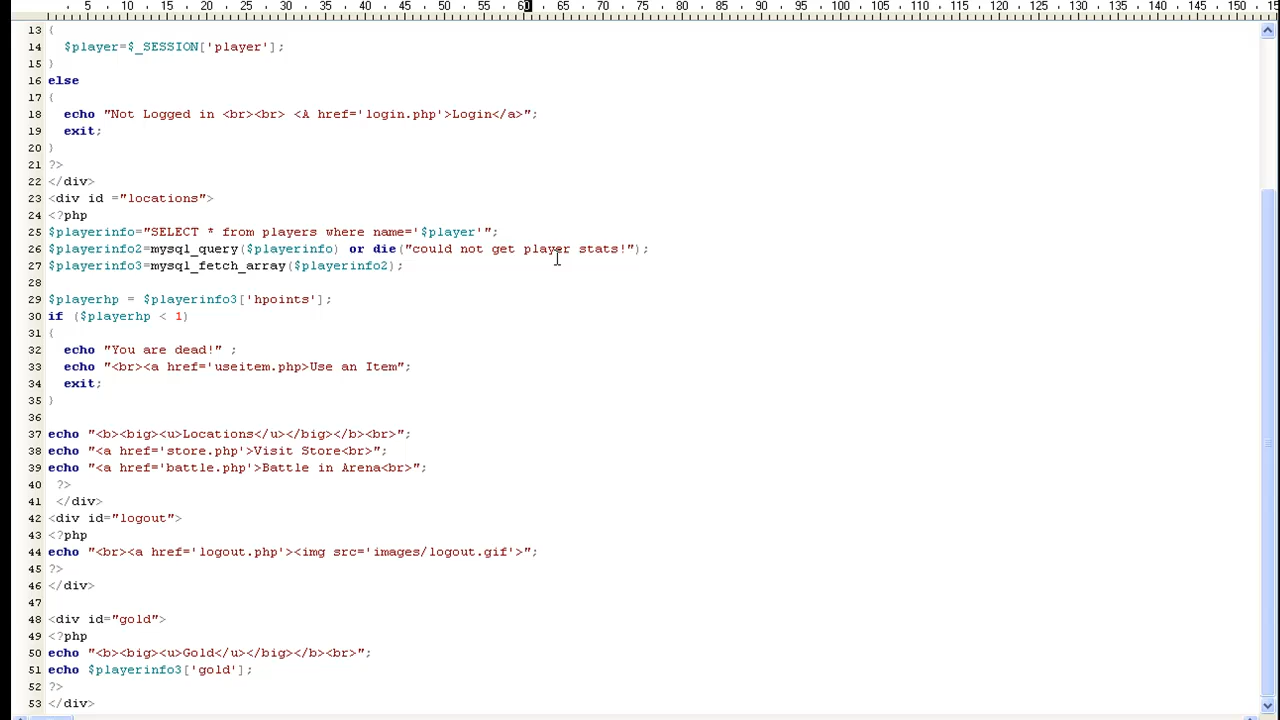 5 10 15 20 25 30 35 40 45 50 55 60 65 70 75 80 85 90 95 100 105 110 115 120 125 130 135 140 145 150 15
13 {
14   $player=$_SESSION['player'];
15 }
16 else
17 {
18   echo "Not Logged in <br><br> <A href='login.php'>Login</a>";
19   exit;
20 }
21 ?>
22 </div>
23 <div id ="locations">
24 <?php
25 $playerinfo="SELECT * from players where name='$player'";
26 $playerinfo2=mysql_query($playerinfo) or die("could not get player stats!");
27 $playerinfo3=mysql_fetch_array($playerinfo2);
28
29 $playerhp = $playerinfo3['hpoints'];
30 if ($playerhp < 1)
31 {
32   echo "You are dead!" ;
33   echo "<br><a href='useitem.php>Use an Item";
34   exit;
35 }
36
37 echo "<b><big><u>Locations</u></big></b><br>";
38 echo "<a href='store.php'>Visit Store<br>";
39 echo "<a href='battle.php'>Battle in Arena<br>";
40  ?>
41  </div>
42 <div id="logout">
43 <?php
44 echo "<br><a href='logout.php'><img src='images/logout.gif'>";
45 ?>
46 </div>
47
48 <div id="gold">
49 <?php
50 echo "<b><big><u>Gold</u></big></b><br>";
51 echo $playerinfo3['gold'];
52 ?>
53 </div>